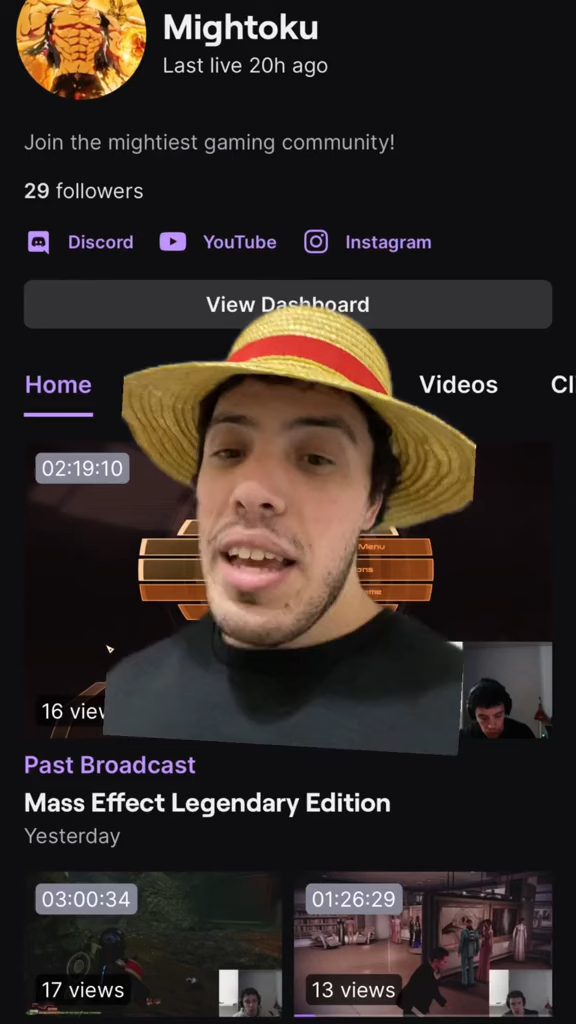 Mightoku
Last live 20h ago
Join the mightiest gaming community!
29 followers
Discord YouTube Instagram
View Dashboard
Home Videos
02:19:10
Menu
16
Past Broadcast
Mass Effect Legendary Edition
Yesterday
03:00:34 01:26:29
17 views 13 views